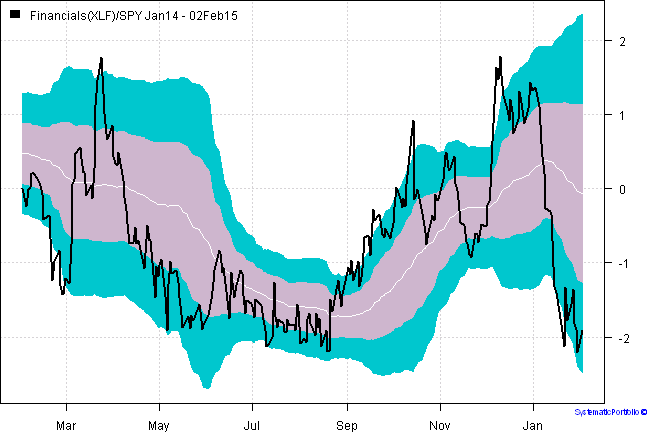 Financials(XLF)/SPY Jan14 - 02Feb15
2
1
0
-1
-2
Mar May Jul Sep Nov Jan
SystematicPortfolio ©